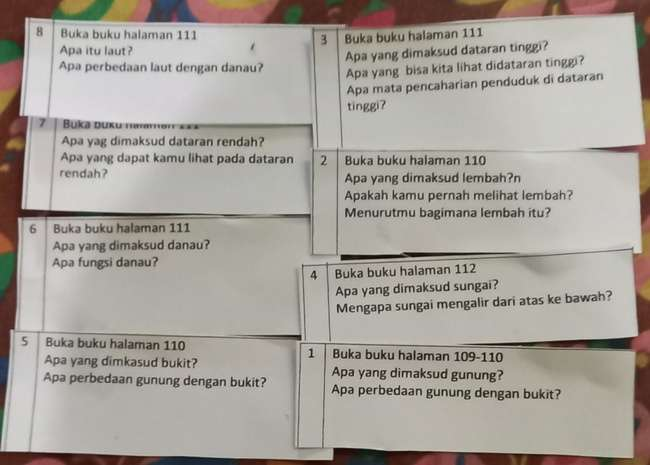 8 Buka buku halaman 111
Apa itu laut?
Apa perbedaan laut dengan danau?
3 Buka buku halaman 111
Apa yang dimaksud dataran tinggi?
Apa yang bisa kita lihat didataran tinggi?
Apa mata pencaharian penduduk di dataran
tinggi?
7 Buka buku halaman 111
Apa yag dimaksud dataran rendah?
Apa yang dapat kamu lihat pada dataran
rendah?
2 Buka buku halaman 110
Apa yang dimaksud lembah?n
Apakah kamu pernah melihat lembah?
Menurutmu bagimana lembah itu?
6 Buka buku halaman 111
Apa yang dimaksud danau?
Apa fungsi danau?
4 Buka buku halaman 112
Apa yang dimaksud sungai?
Mengapa sungai mengalir dari atas ke bawah?
5 Buka buku halaman 110
Apa yang dimkasud bukit?
Apa perbedaan gunung dengan bukit?
1 Buka buku halaman 109-110
Apa yang dimaksud gunung?
Apa perbedaan gunung dengan bukit?